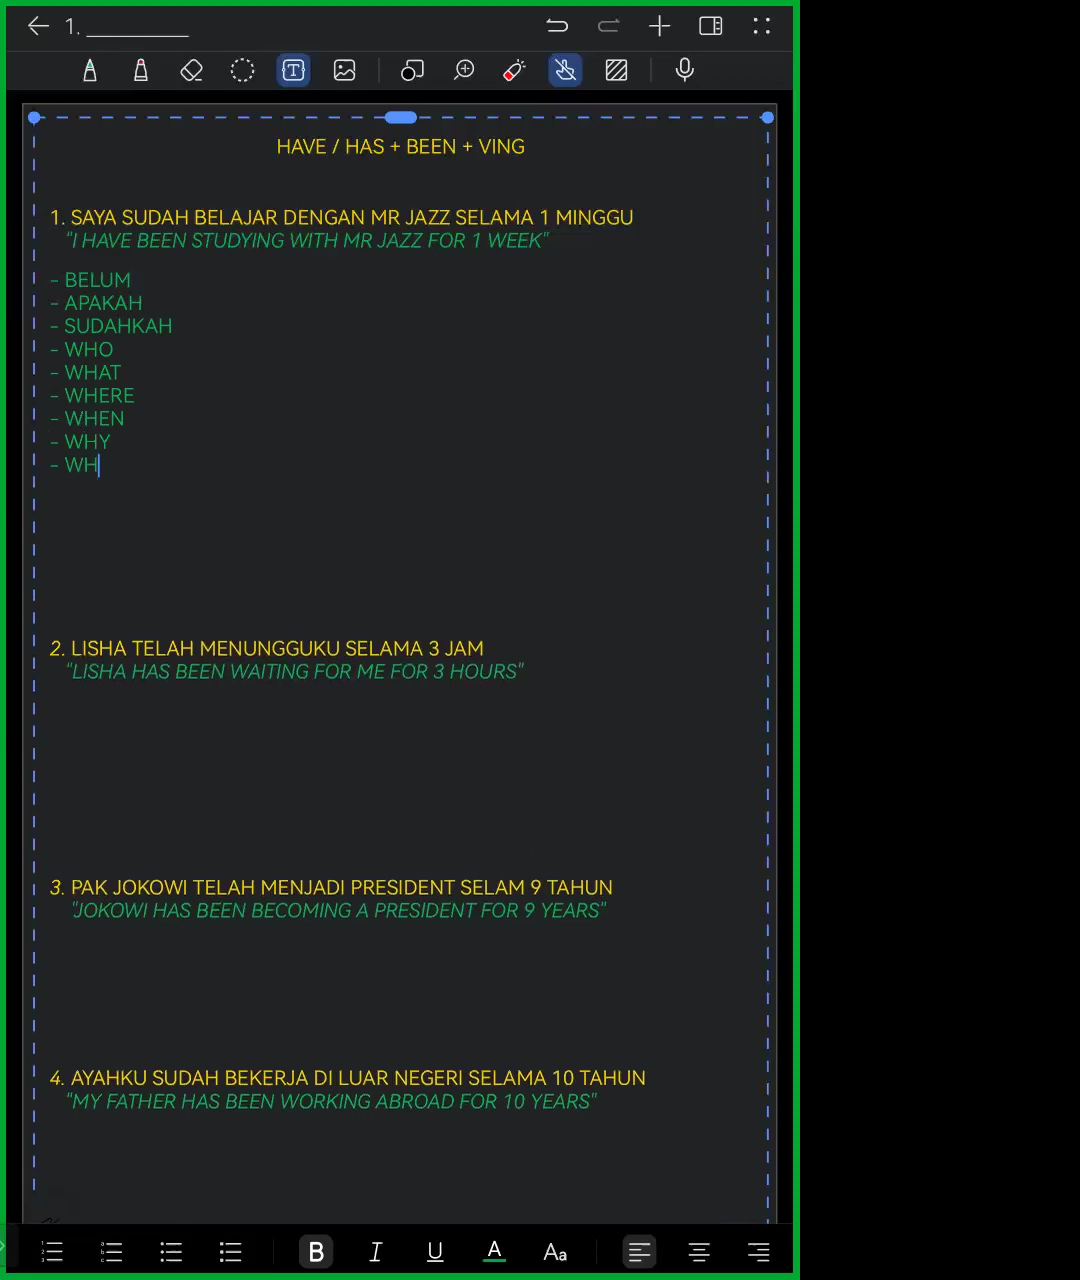 1. __________
HAVE / HAS + BEEN + VING
1. SAYA SUDAH BELAJAR DENGAN MR JAZZ SELAMA 1 MINGGU
"I HAVE BEEN STUDYING WITH MR JAZZ FOR 1 WEEK"
- BELUM
- APAKAH
- SUDAHKAH
- WHO
- WHAT
- WHERE
- WHEN
- WHY
- WH
2. LISHA TELAH MENUNGGUKU SELAMA 3 JAM
"LISHA HAS BEEN WAITING FOR ME FOR 3 HOURS"
3. PAK JOKOWI TELAH MENJADI PRESIDENT SELAM 9 TAHUN
"JOKOWI HAS BEEN BECOMING A PRESIDENT FOR 9 YEARS"
4. AYAHKU SUDAH BEKERJA DI LUAR NEGERI SELAMA 10 TAHUN
"MY FATHER HAS BEEN WORKING ABROAD FOR 10 YEARS"
B I U A Aa